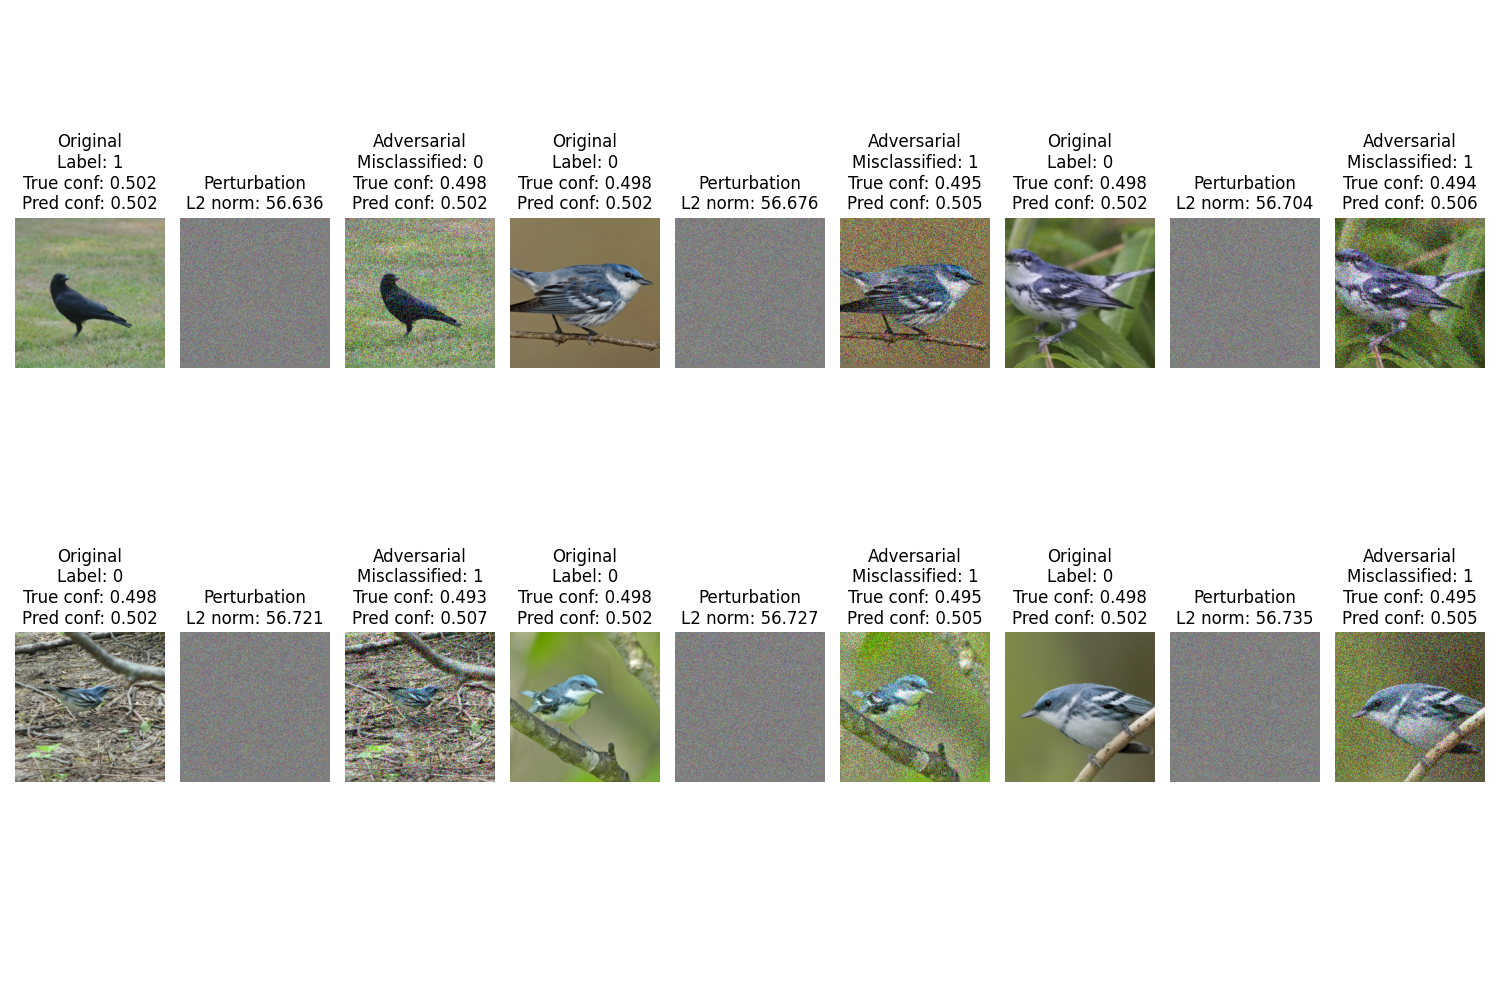 Original
Label: 1
True conf: 0.502
Pred conf: 0.502
Perturbation
L2 norm: 56.636
Adversarial
Misclassified: 0
True conf: 0.498
Pred conf: 0.502
Original
Label: 0
True conf: 0.498
Pred conf: 0.502
Perturbation
L2 norm: 56.676
Adversarial
Misclassified: 1
True conf: 0.495
Pred conf: 0.505
Original
Label: 0
True conf: 0.498
Pred conf: 0.502
Perturbation
L2 norm: 56.704
Adversarial
Misclassified: 1
True conf: 0.494
Pred conf: 0.506
Original
Label: 0
True conf: 0.498
Pred conf: 0.502
Perturbation
L2 norm: 56.721
Adversarial
Misclassified: 1
True conf: 0.493
Pred conf: 0.507
Original
Label: 0
True conf: 0.498
Pred conf: 0.502
Perturbation
L2 norm: 56.727
Adversarial
Misclassified: 1
True conf: 0.495
Pred conf: 0.505
Original
Label: 0
True conf: 0.498
Pred conf: 0.502
Perturbation
L2 norm: 56.735
Adversarial
Misclassified: 1
True conf: 0.495
Pred conf: 0.505